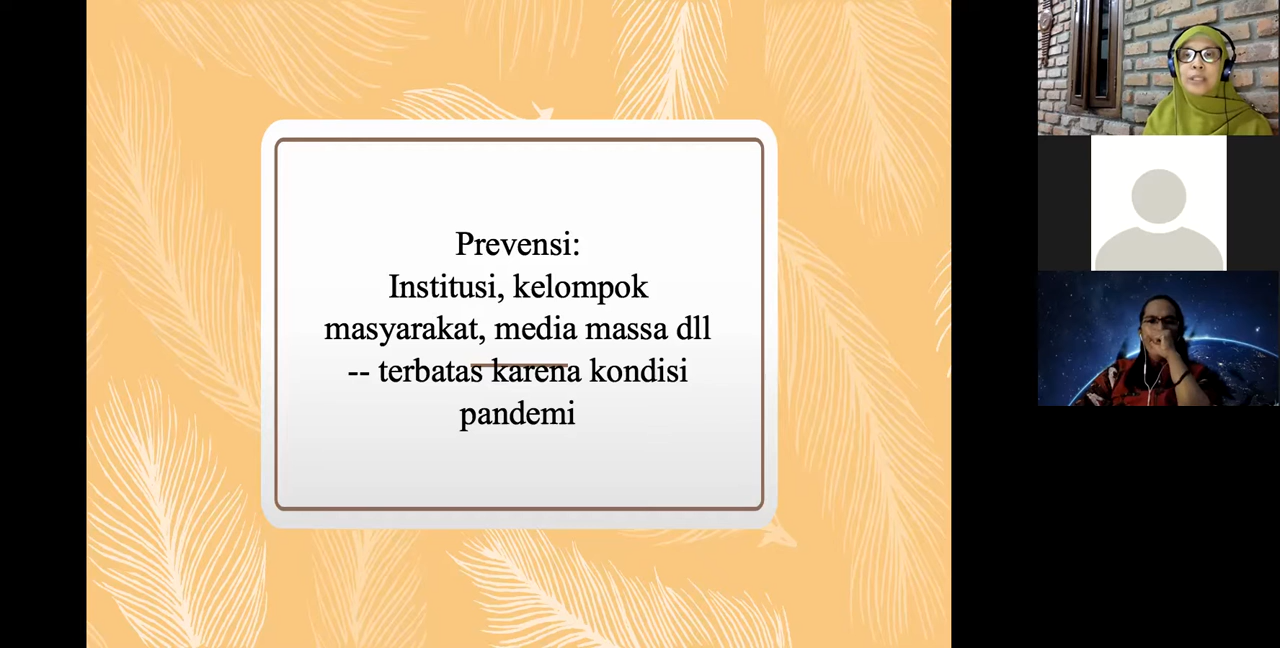 Prevensi:
Institusi, kelompok
masyarakat, media massa dll
-- terbatas karena kondisi
pandemi